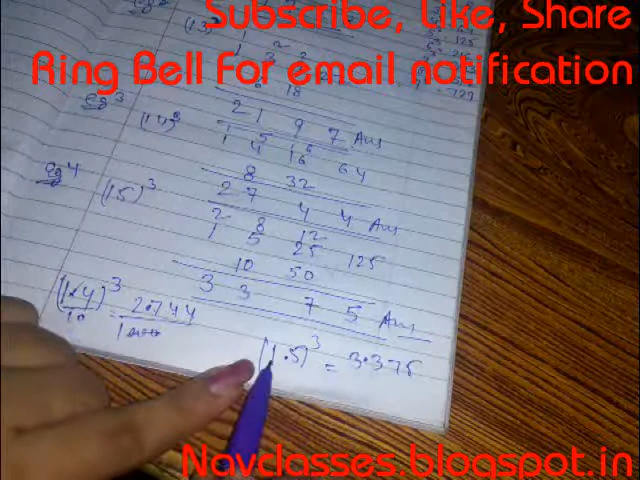 Subscribe, Like, Share
Ring Bell For email notification
(13)
18
eg 3
2 1 9 7 Ans
(14)³
1 4 16 64
8 32
2 7 4 4 Ans
eg 4
(15)³
1 5 25 125
10 50
3 3 7 5 Ans
(1.4)³ = 2.744
10 1000
(1.5)³ = 3.375
Navclasses.blogspot.in